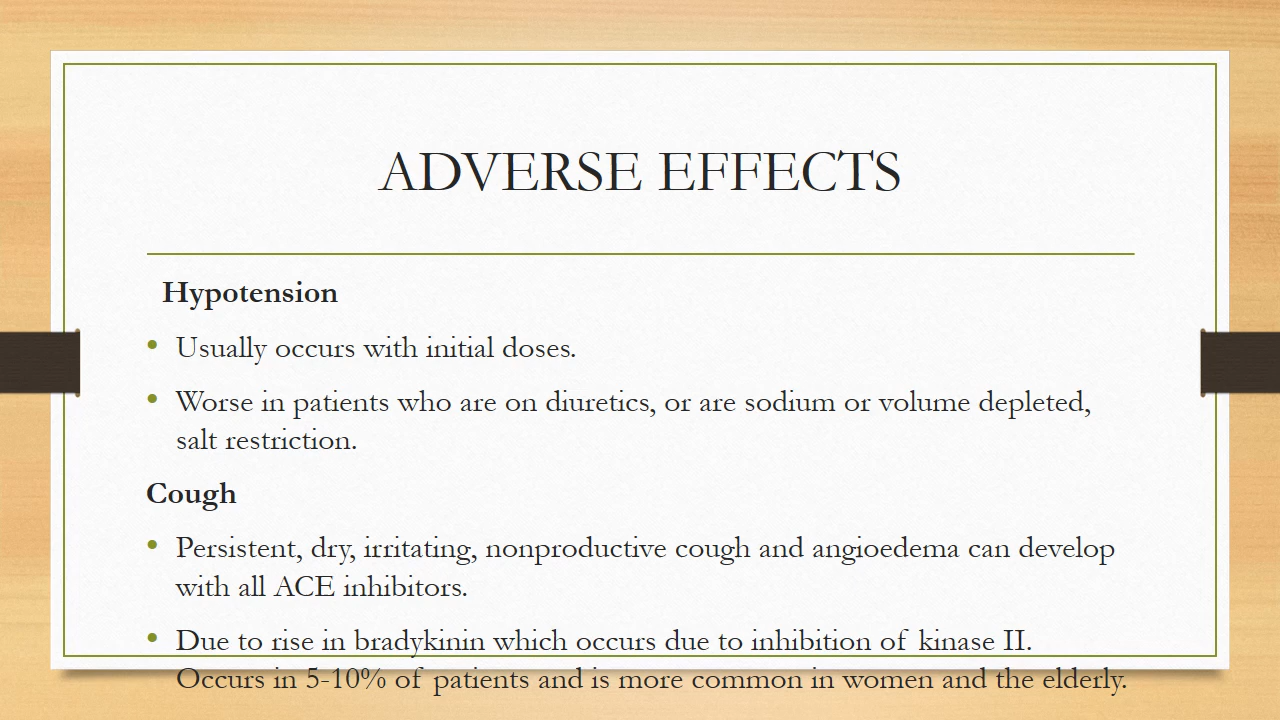 ADVERSE EFFECTS
Hypotension
• Usually occurs with initial doses.
• Worse in patients who are on diuretics, or are sodium or volume depleted,
salt restriction.
Cough
• Persistent, dry, irritating, nonproductive cough and angioedema can develop
with all ACE inhibitors.
• Due to rise in bradykinin which occurs due to inhibition of kinase II.
Occurs in 5-10% of patients and is more common in women and the elderly.